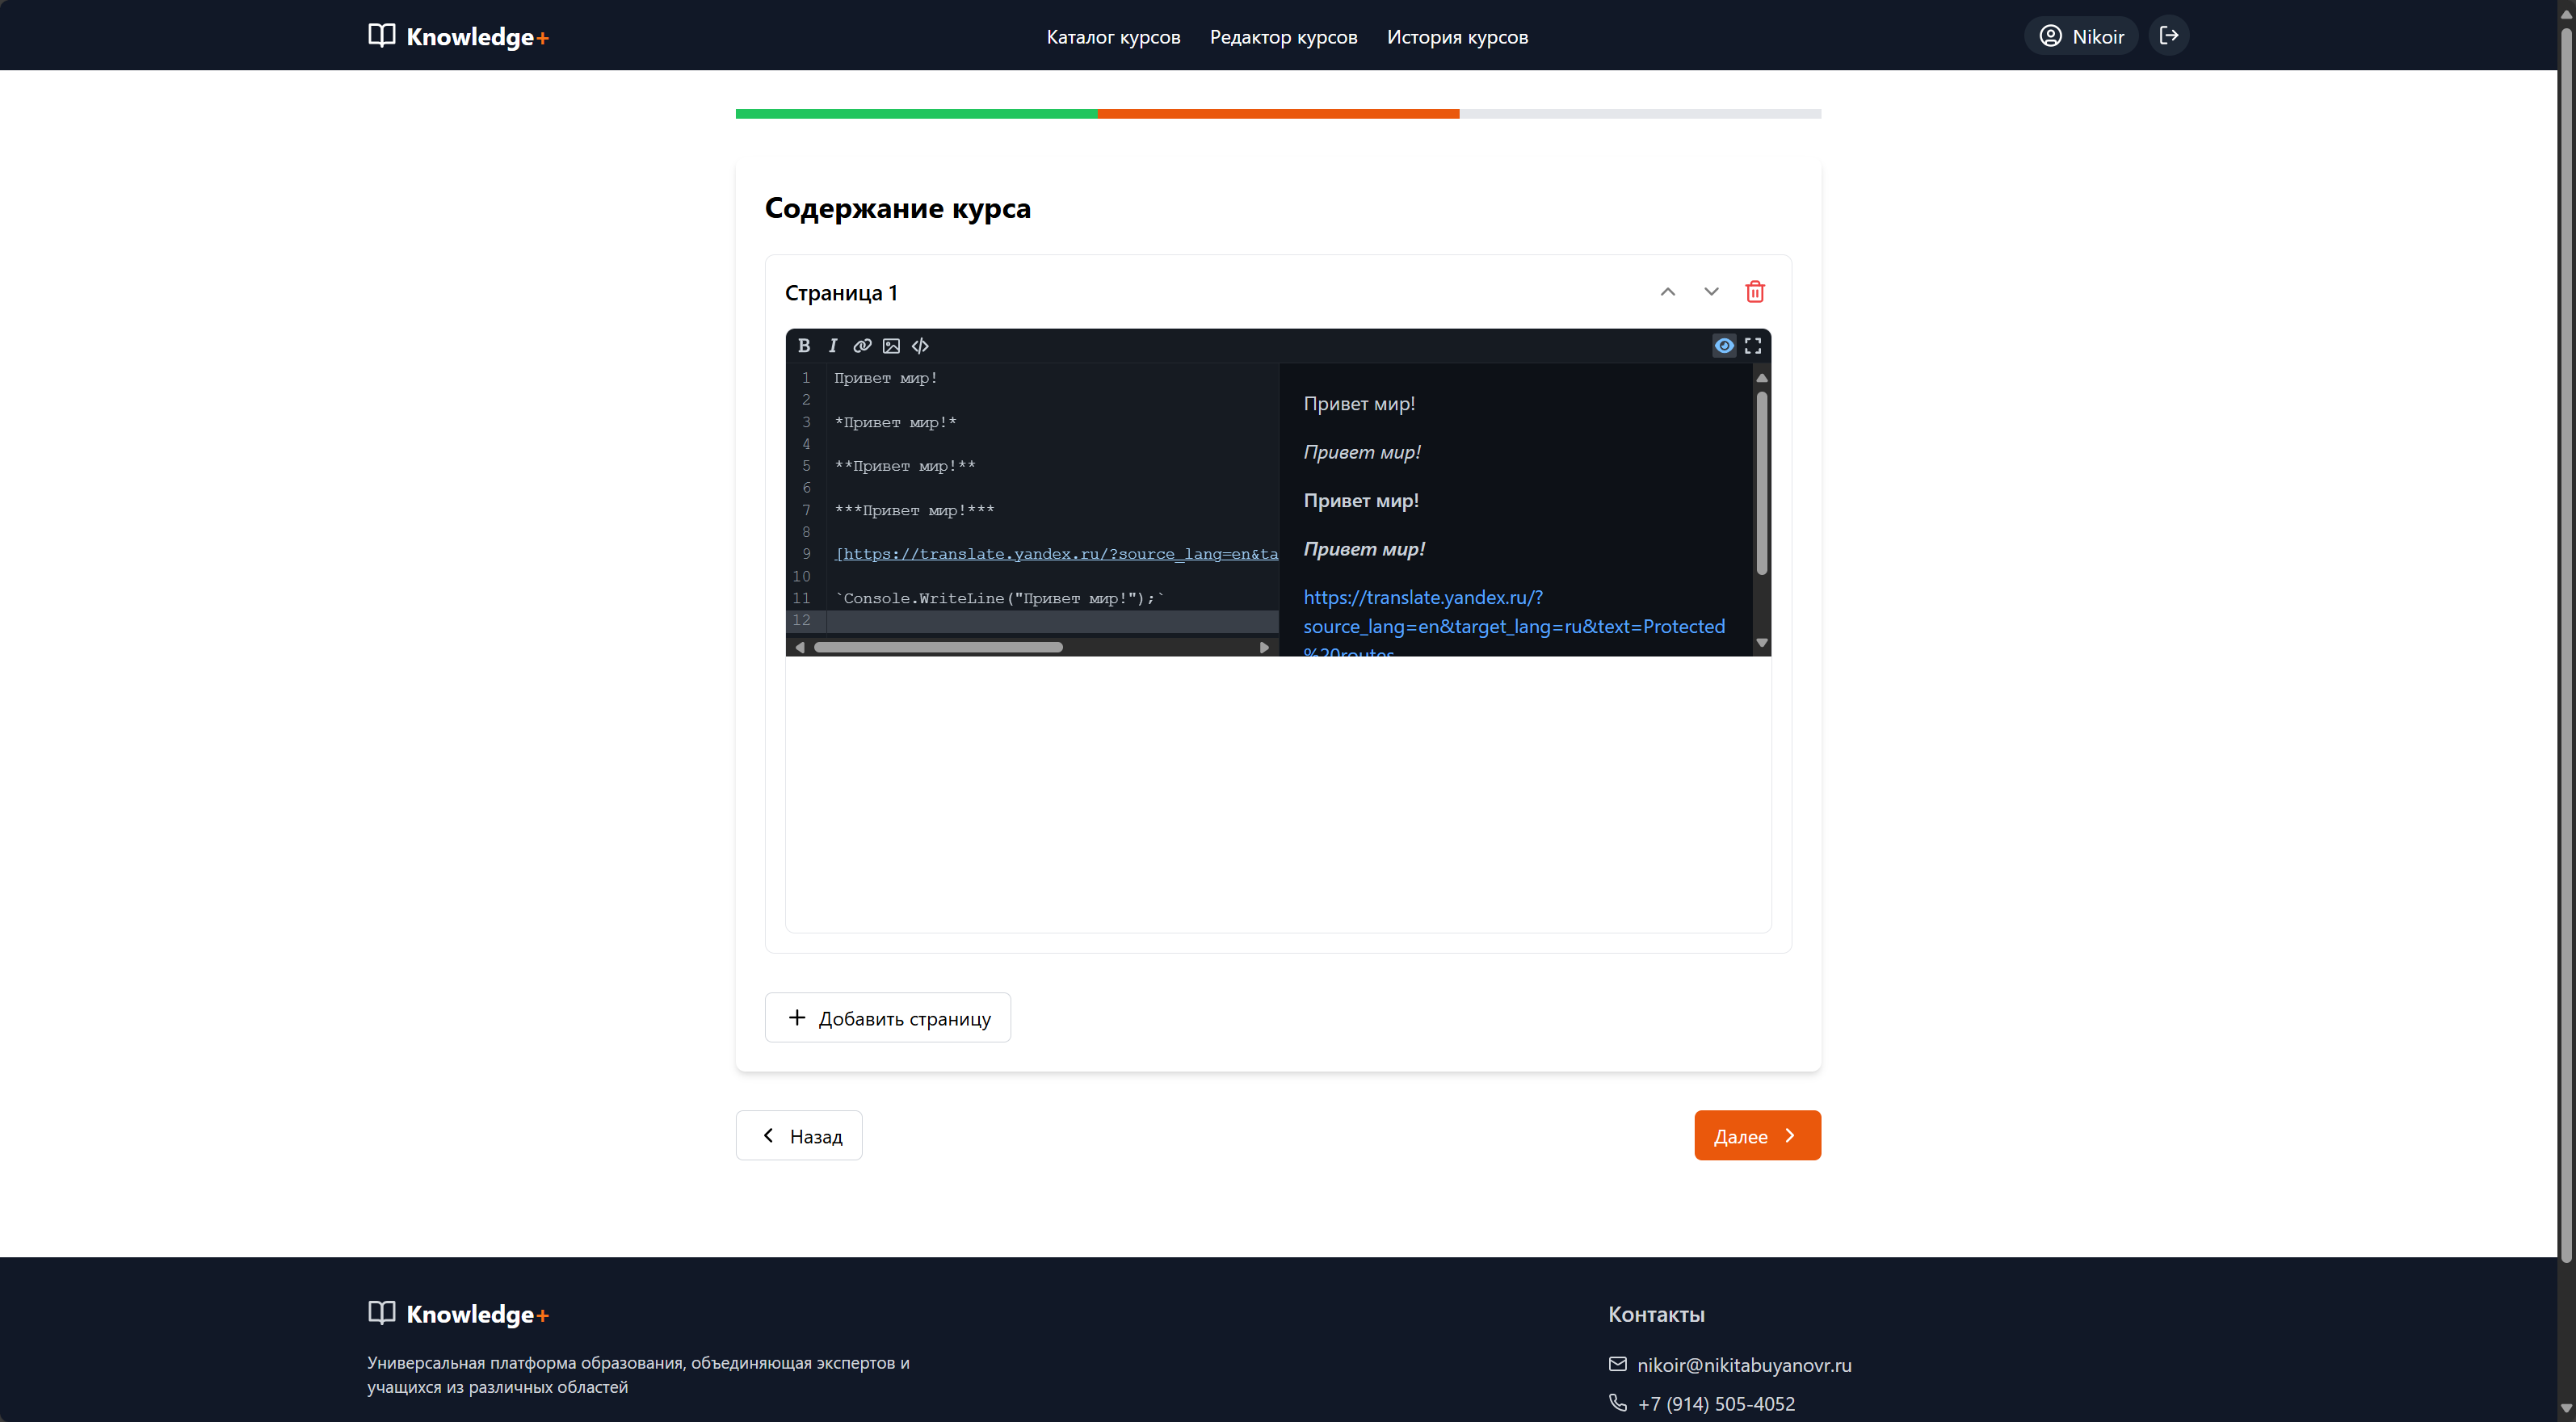 Knowledge+
Каталог курсов
Редактор курсов
История курсов
Nikoir
Содержание курса
Страница 1
B I
1 Привет мир!
2
3 *Привет мир!*
4
5 **Привет мир!**
6
7 ***Привет мир!***
8
9 [https://translate.yandex.ru/?source_lang=en&ta
10
11 `Console.WriteLine("Привет мир!");`
12
Привет мир!
Привет мир!
Привет мир!
Привет мир!
https://translate.yandex.ru/?
source_lang=en&target_lang=ru&text=Protected
%20routes
Добавить страницу
Назад
Далее
Knowledge+
Универсальная платформа образования, объединяющая экспертов и
учащихся из различных областей
Контакты
nikoir@nikitabuyanovr.ru
+7 (914) 505-4052